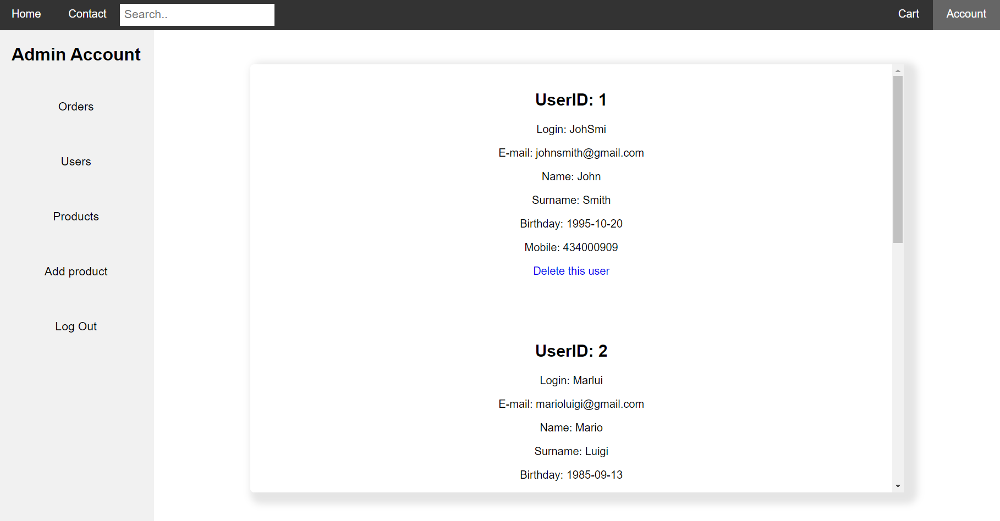 Home Contact Search.. Cart Account
Admin Account
Orders
Users
Products
Add product
Log Out
UserID: 1
Login: JohSmi
E-mail: johnsmith@gmail.com
Name: John
Surname: Smith
Birthday: 1995-10-20
Mobile: 434000909
Delete this user
UserID: 2
Login: Marlui
E-mail: marioluigi@gmail.com
Name: Mario
Surname: Luigi
Birthday: 1985-09-13